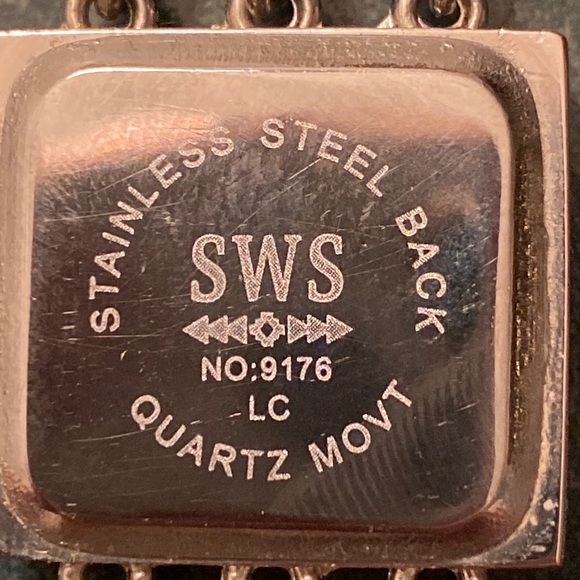 STAINLESS STEEL BACK
SWS
NO:9176
LC
QUARTZ MOVT